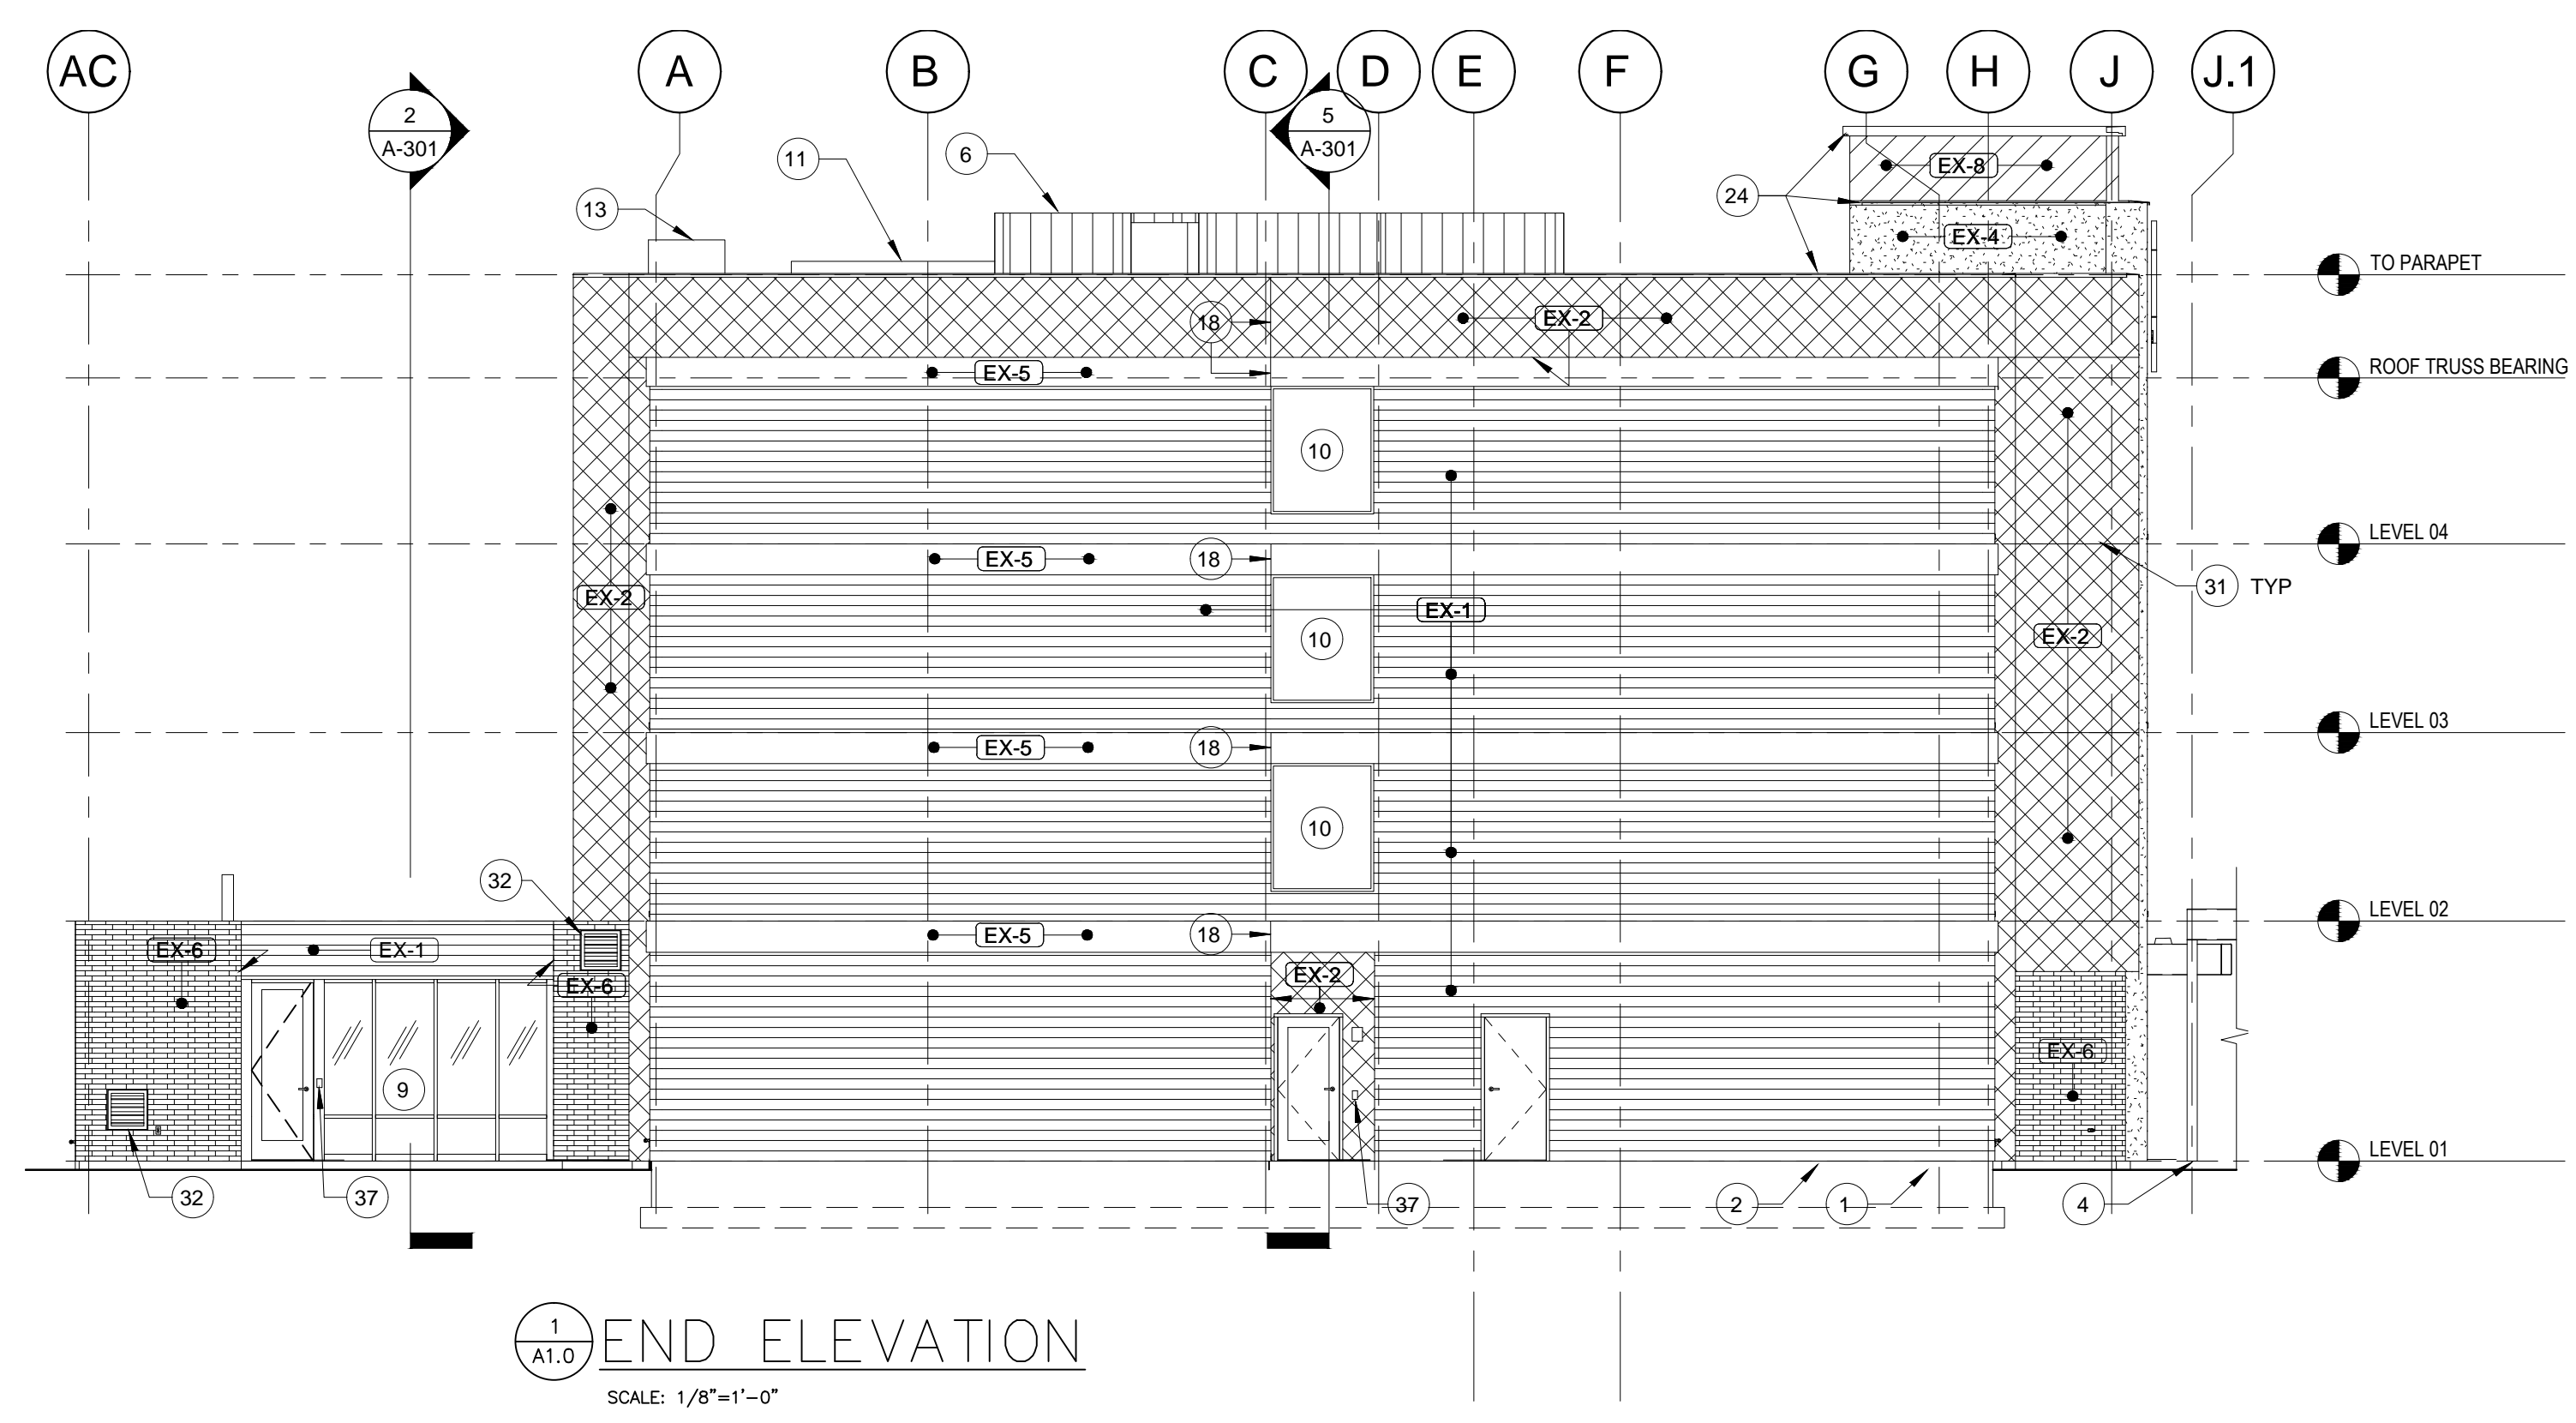 AC A B C D E F G H J J.1
2
A-301
5
A-301
11
6
13
24
EX-8
EX-4
TO PARAPET
18
EX-2
ROOF TRUSS BEARING
EX-5
10
LEVEL 04
EX-5
18
31 TYP
EX-2
EX-1
10
EX-2
LEVEL 03
EX-5
18
10
32
LEVEL 02
EX-5
18
EX-6
EX-1
EX-6
EX-2
EX-6
9
LEVEL 01
32
37
37
2
1
4
1
A1.0
END ELEVATION
SCALE: 1/8"=1'-0"